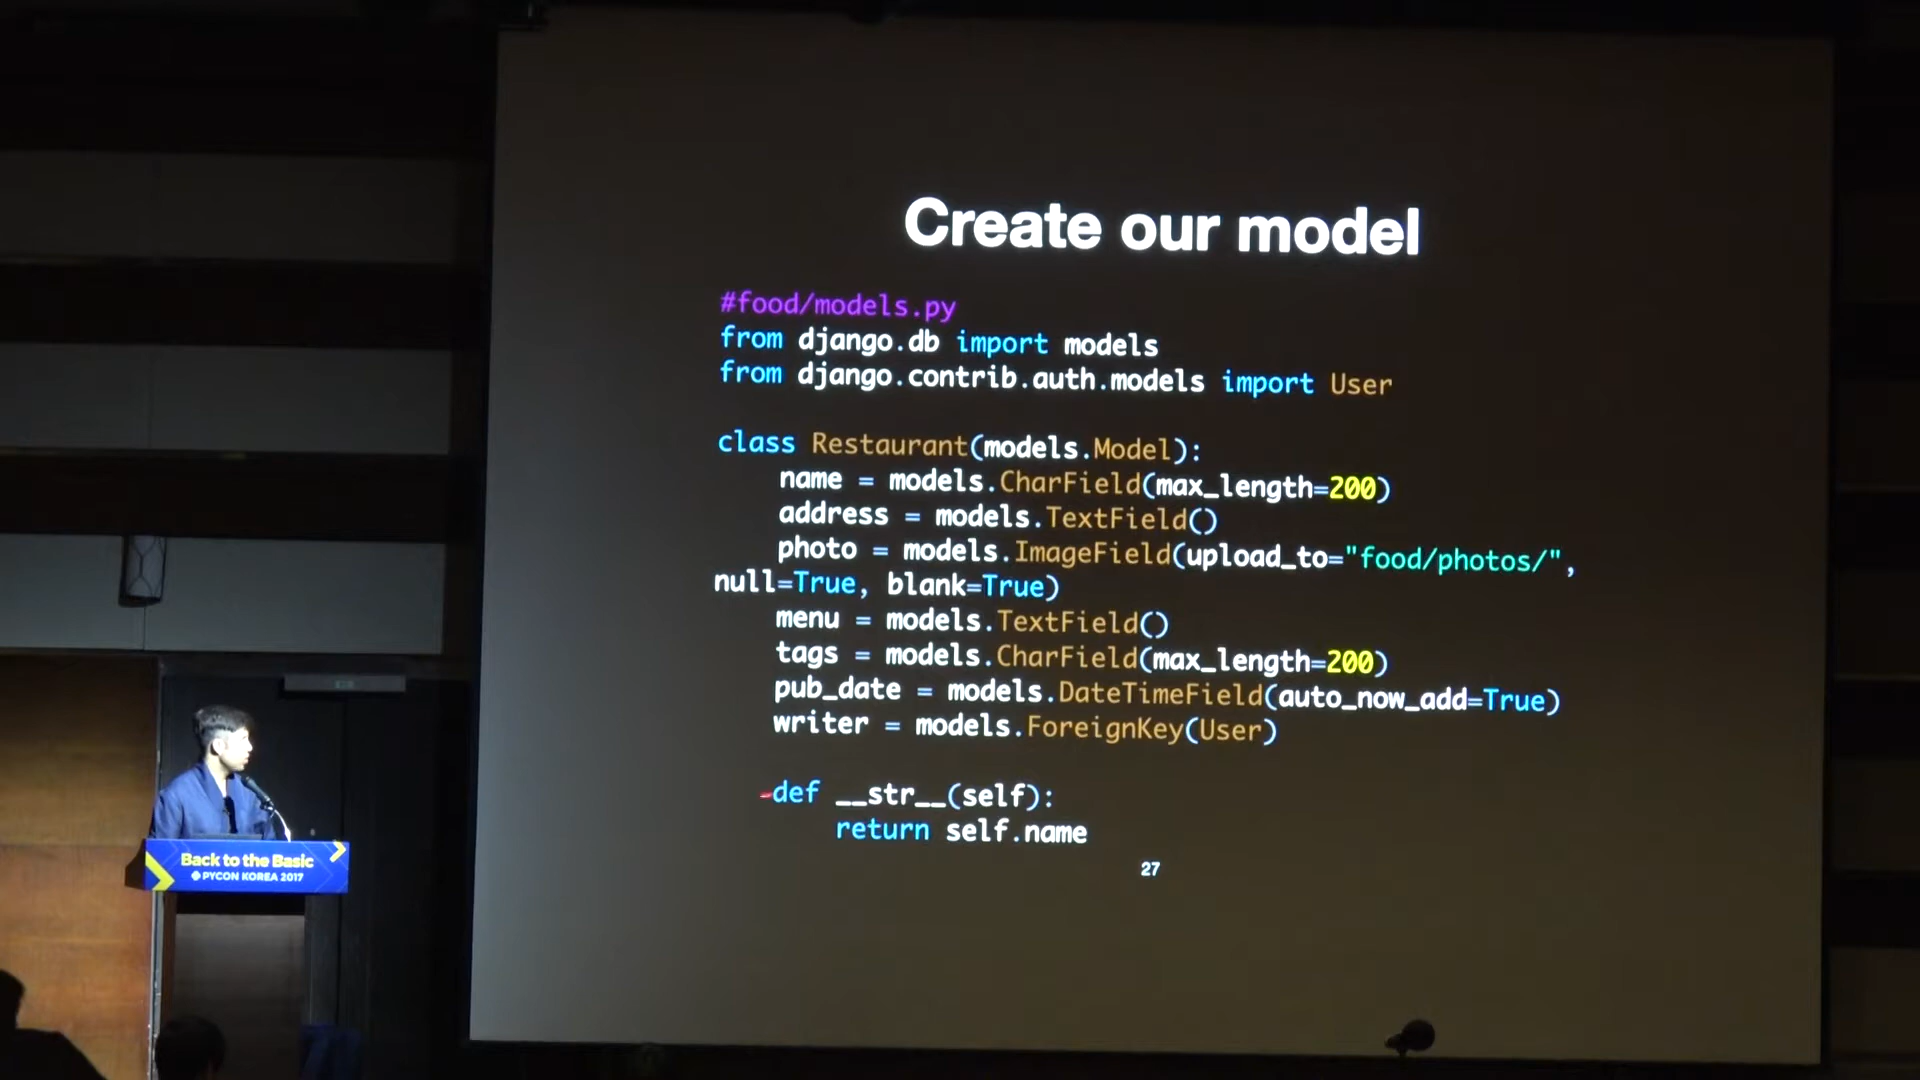 Create our model
#food/models.py
from django.db import models
from django.contrib.auth.models import User
class Restaurant(models.Model):
name = models.CharField(max_length=200)
address = models.TextField()
photo = models.ImageField(upload_to="food/photos/",
null=True, blank=True)
menu = models.TextField()
tags = models.CharField(max_length=200)
pub_date = models.DateTimeField(auto_now_add=True)
writer = models.ForeignKey(User)
def __str__(self):
return self.name
27
Back to the Basic
PYCON KOREA 2017